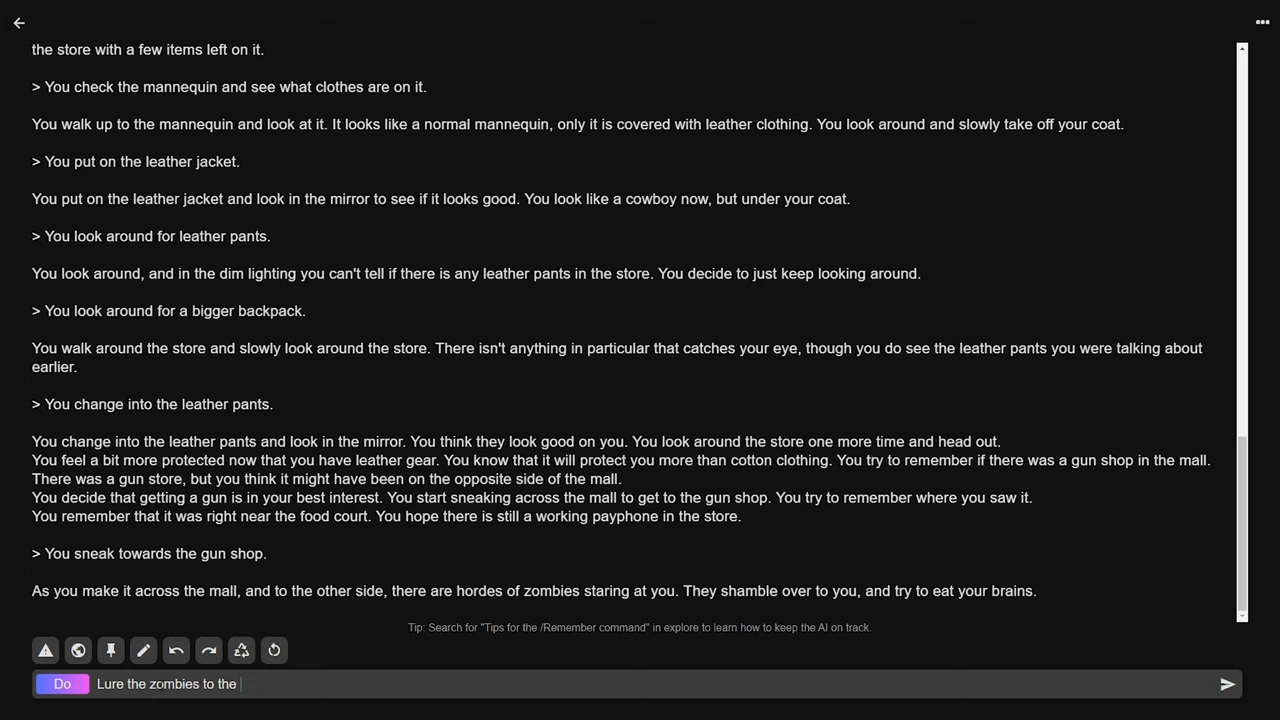 the store with a few items left on it.
> You check the mannequin and see what clothes are on it.
You walk up to the mannequin and look at it. It looks like a normal mannequin, only it is covered with leather clothing. You look around and slowly take off your coat.
> You put on the leather jacket.
You put on the leather jacket and look in the mirror to see if it looks good. You look like a cowboy now, but under your coat.
> You look around for leather pants.
You look around, and in the dim lighting you can't tell if there is any leather pants in the store. You decide to just keep looking around.
> You look around for a bigger backpack.
You walk around the store and slowly look around the store. There isn't anything in particular that catches your eye, though you do see the leather pants you were talking about
earlier.
> You change into the leather pants.
You change into the leather pants and look in the mirror. You think they look good on you. You look around the store one more time and head out.
You feel a bit more protected now that you have leather gear. You know that it will protect you more than cotton clothing. You try to remember if there was a gun shop in the mall.
There was a gun store, but you think it might have been on the opposite side of the mall.
You decide that getting a gun is in your best interest. You start sneaking across the mall to get to the gun shop. You try to remember where you saw it.
You remember that it was right near the food court. You hope there is still a working payphone in the store.
> You sneak towards the gun shop.
As you make it across the mall, and to the other side, there are hordes of zombies staring at you. They shamble over to you, and try to eat your brains.
Tip: Search for "Tips for the /Remember command" in explore to learn how to keep the AI on track.
Do Lure the zombies to the